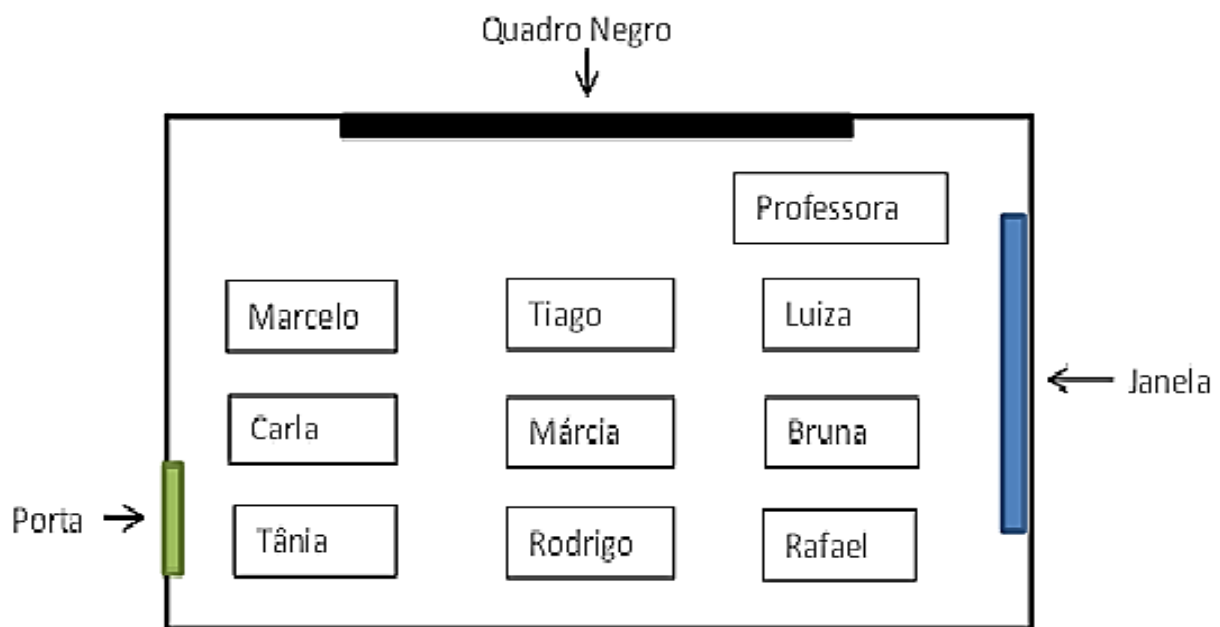 Quadro Negro
Professora
Marcelo Tiago Luiza
Janela
Carla Márcia Bruna
Porta
Tânia Rodrigo Rafael